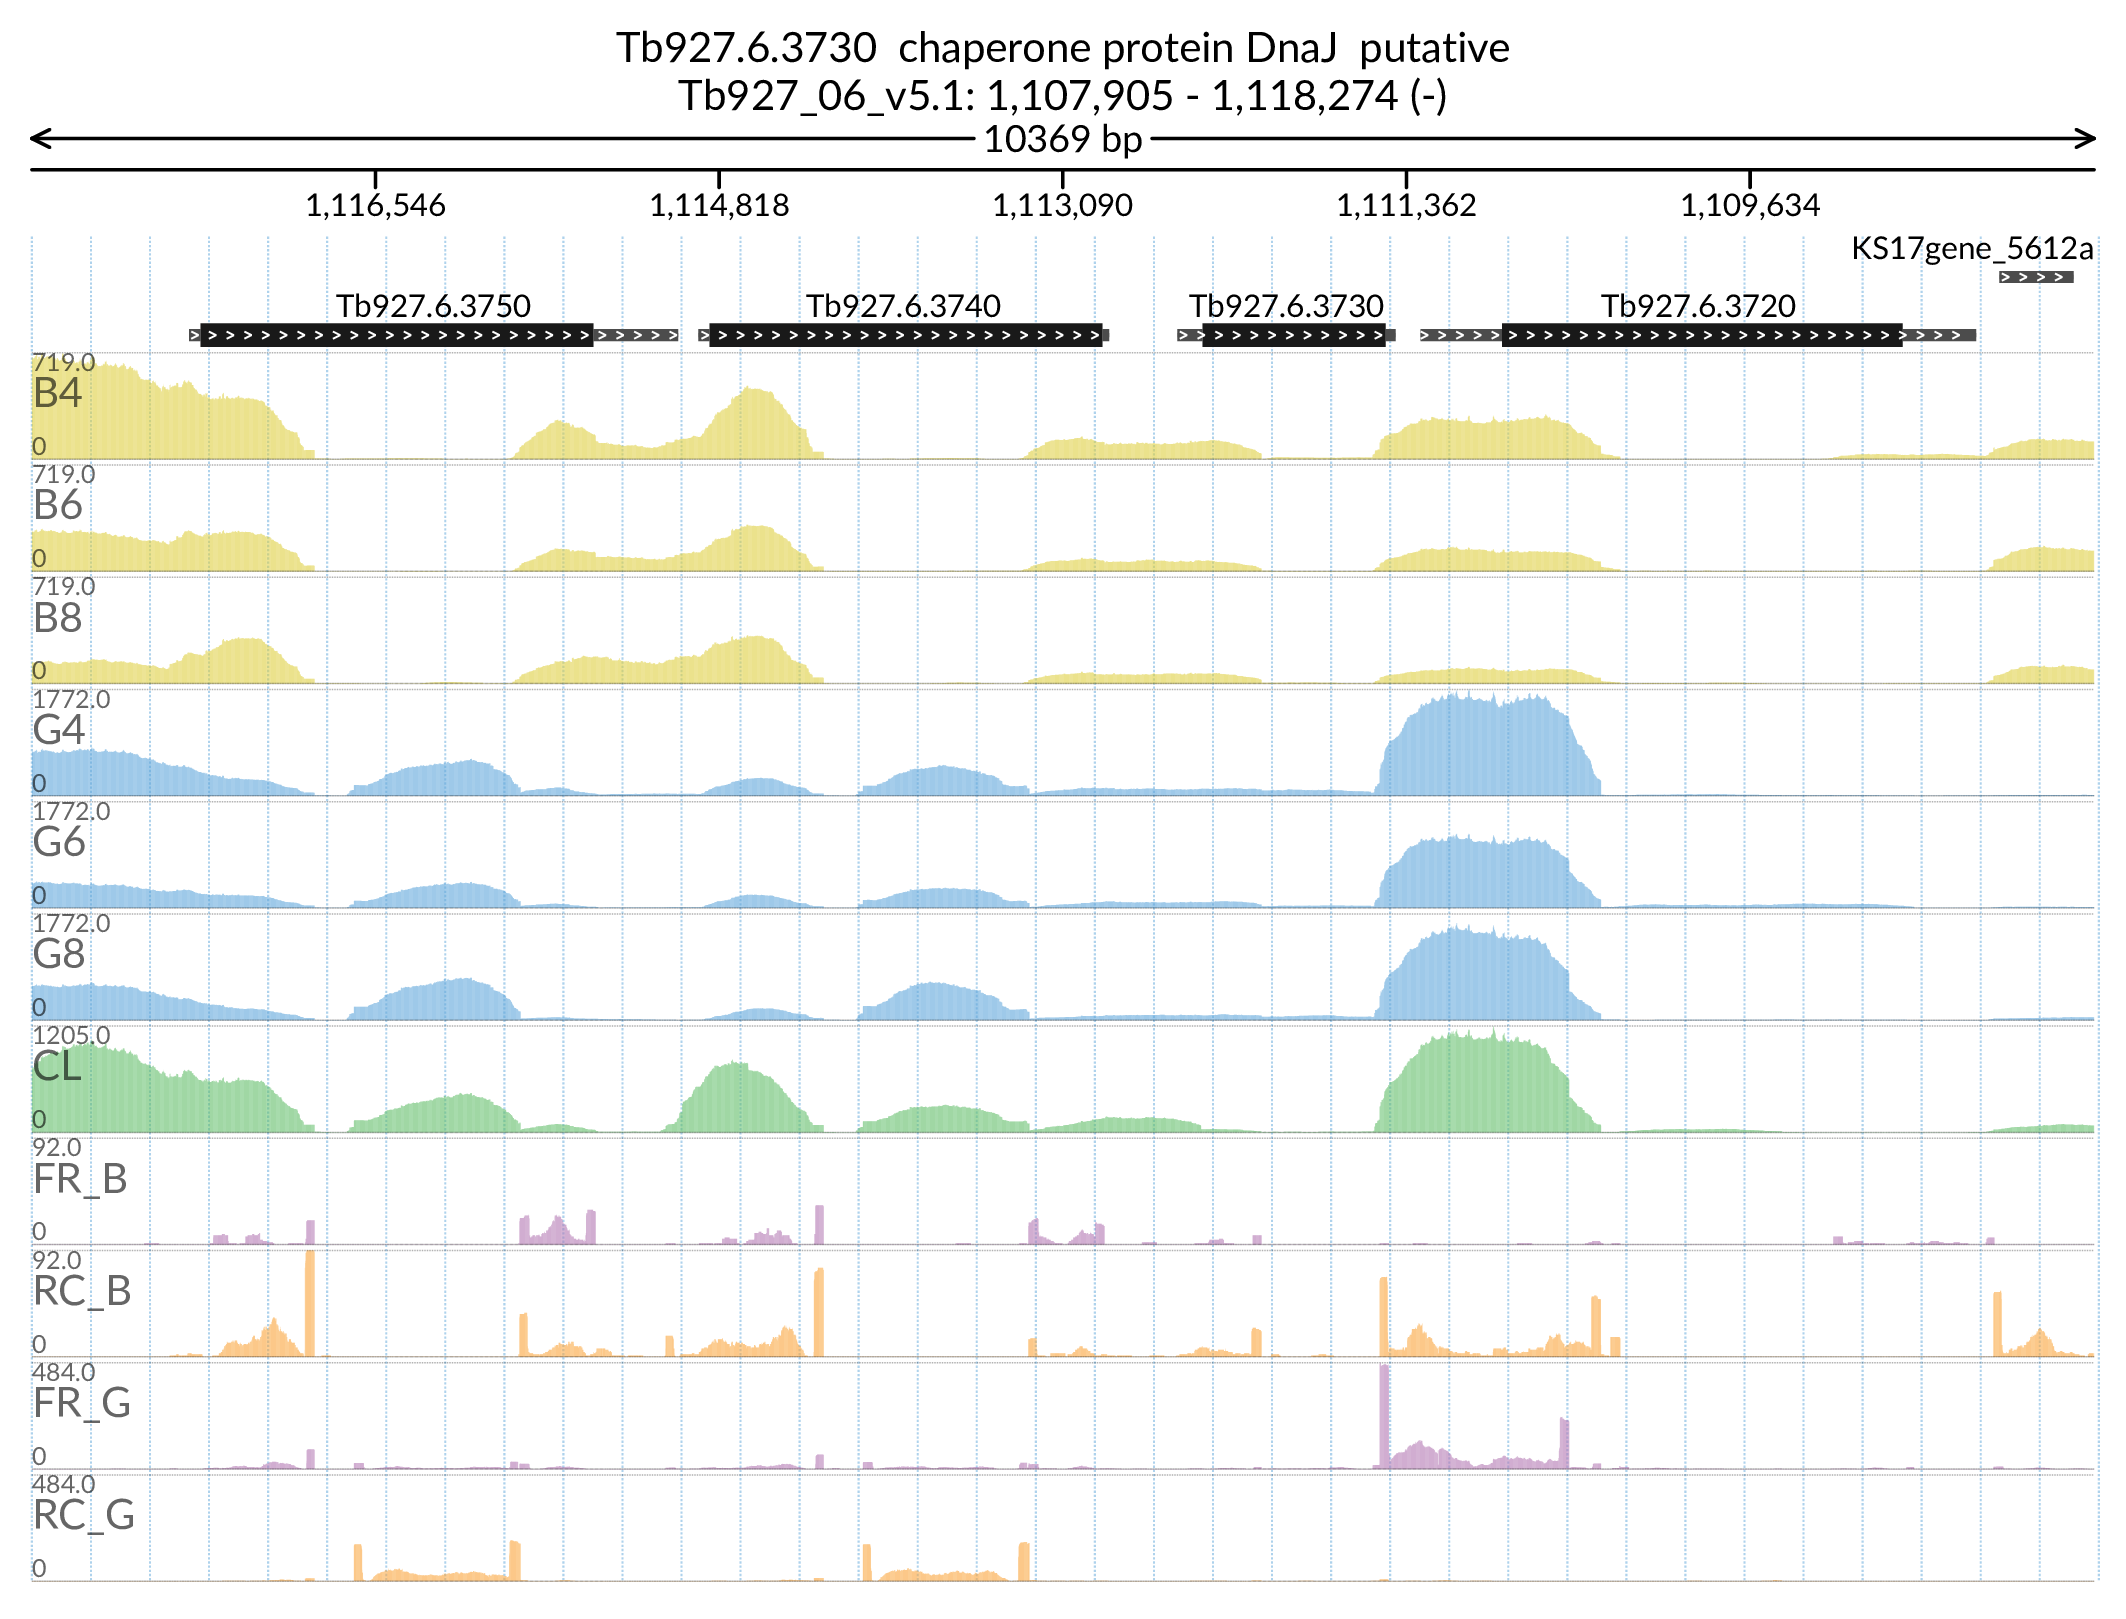 Tb927.6.3730  chaperone protein DnaJ  putative
Tb927_06_v5.1: 1,107,905 - 1,118,274 (-)
10369 bp
1,116,546 1,114,818 1,113,090 1,111,362 1,109,634
KS17gene_5612a
Tb927.6.3750 Tb927.6.3740 Tb927.6.3730 Tb927.6.3720
719.0
B4
0
719.0
B6
0
719.0
B8
0
1772.0
G4
0
1772.0
G6
0
1772.0
G8
0
1205.0
CL
0
92.0
FR_B
0
92.0
RC_B
0
484.0
FR_G
0
484.0
RC_G
0